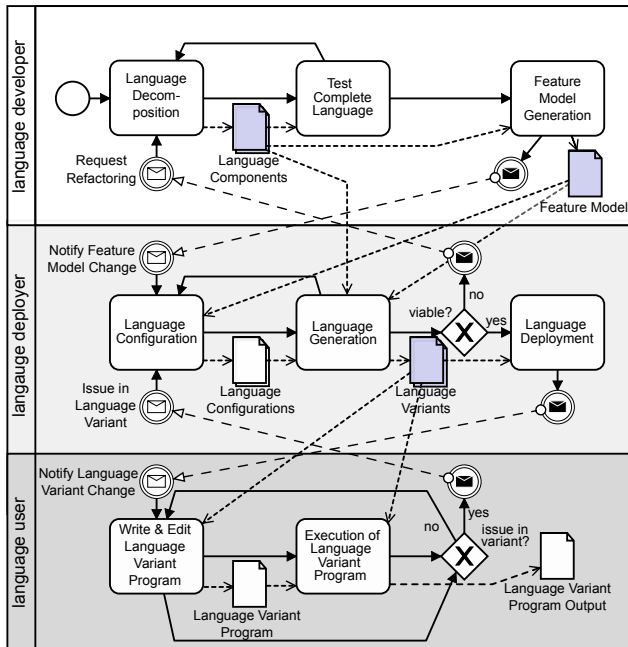 language developer
Language
Decom-
position
Test
Complete
Language
Feature
Model
Generation
Request
Refactoring
Language
Components
Feature Model
langauge deployer
Notify Feature
Model Change
Language
Configuration
Language
Generation
viable?
no
yes
Language
Deployment
Issue in
Language
Variant
Language
Configurations
Language
Variants
language user
Notify Language
Variant Change
Write & Edit
Language
Variant
Program
Execution of
Language
Variant
Program
no
yes
issue in
variant?
Language Variant
Program
Language Variant
Program Output